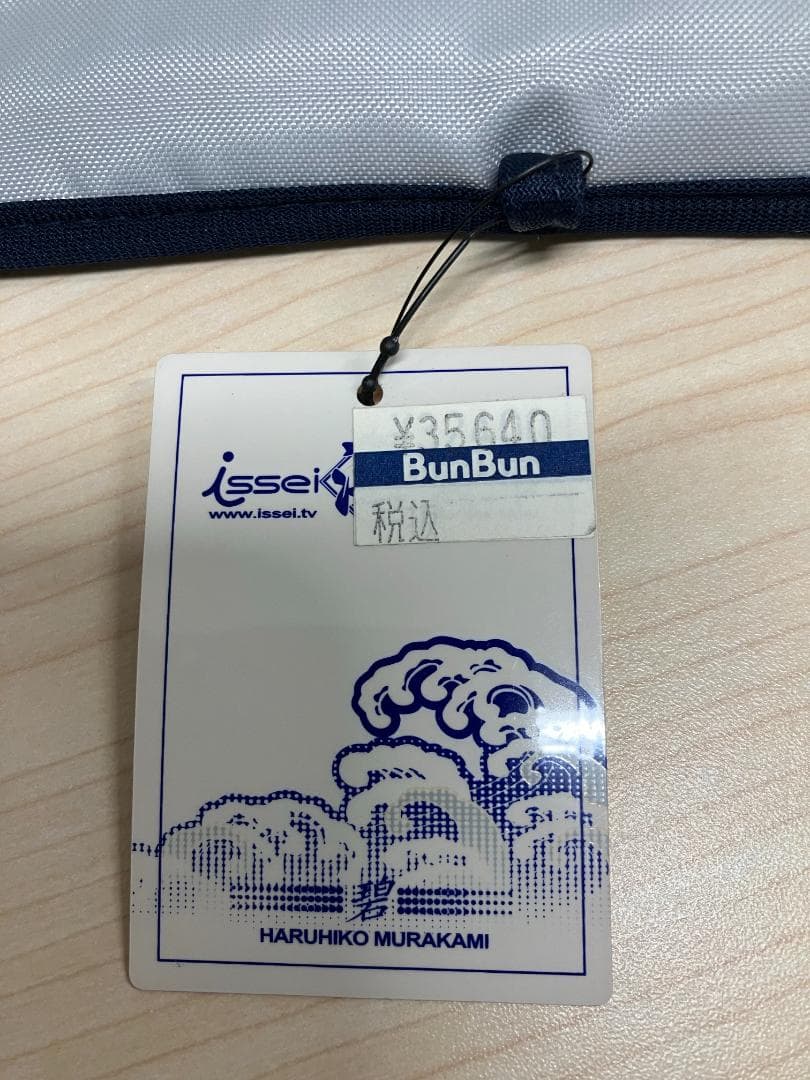 ¥35640
BunBun
税込
issei
www.issei.tv
碧
HARUHIKO MURAKAMI